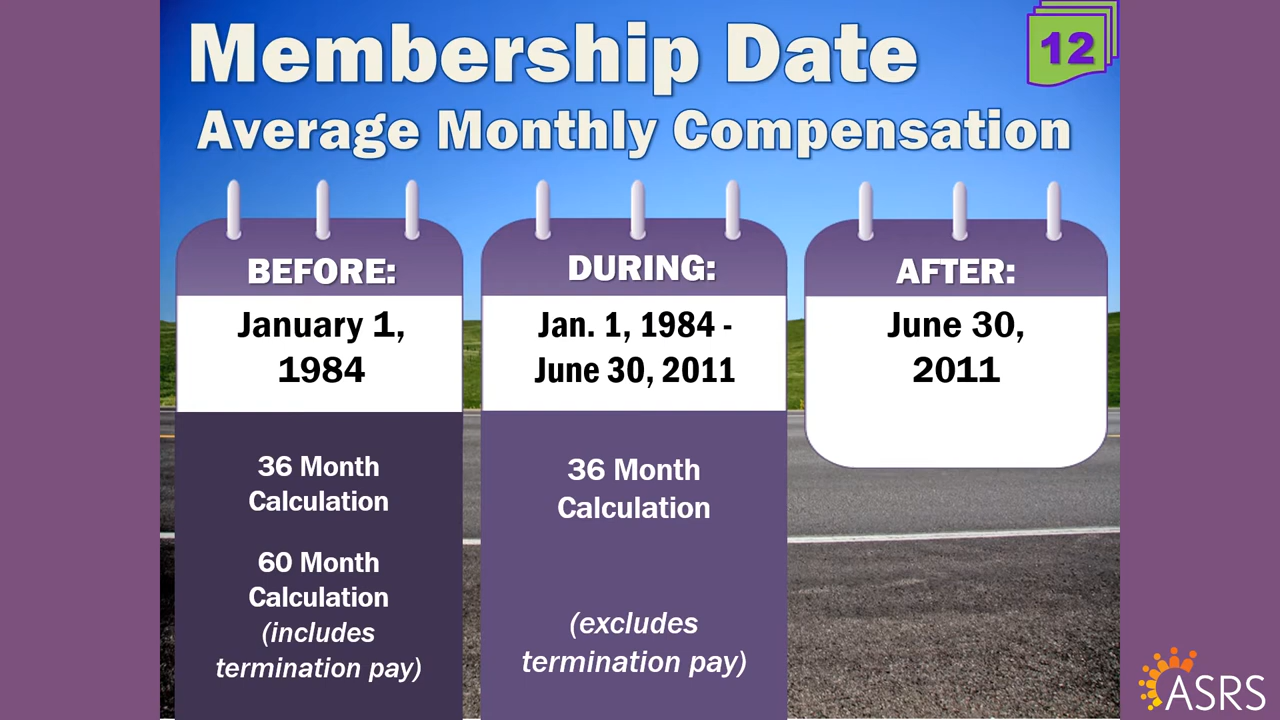 Membership Date
12
Average Monthly Compensation
BEFORE:
January 1,
1984
36 Month
Calculation
60 Month
Calculation
(includes
termination pay)
DURING:
Jan. 1, 1984 -
June 30, 2011
36 Month
Calculation
(excludes
termination pay)
AFTER:
June 30,
2011
ASRS